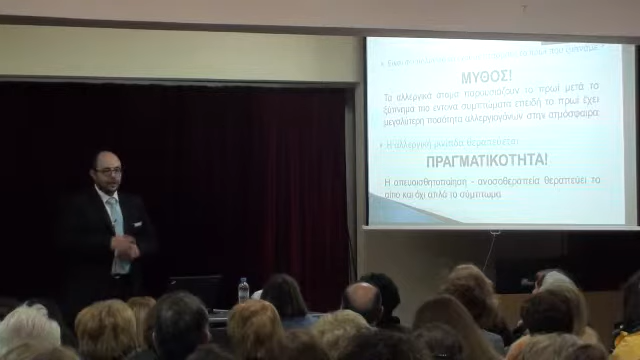 ΜΥΘΟΣ!
Τα αλλεργικά άτομα παρουσιάζουν το πρωί μετά το
ξύπνημα πιο έντονα συμπτώματα επειδή το πρωί έχει
μεγαλύτερη ποσότητα αλλεργιογόνων στην ατμόσφαιρα.
• Η αλλεργική ρινίτιδα θεραπεύεται
ΠΡΑΓΜΑΤΙΚΟΤΗΤΑ!
Η απευαισθητοποίηση - ανοσοθεραπεία θεραπεύει το
αίτιο και όχι απλά το σύμπτωμα